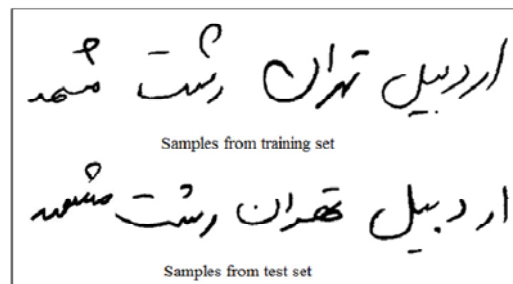 اردبیل تهران رشت مشهد
Samples from training set
اردبیل تهران رشت مشهد
Samples from test set